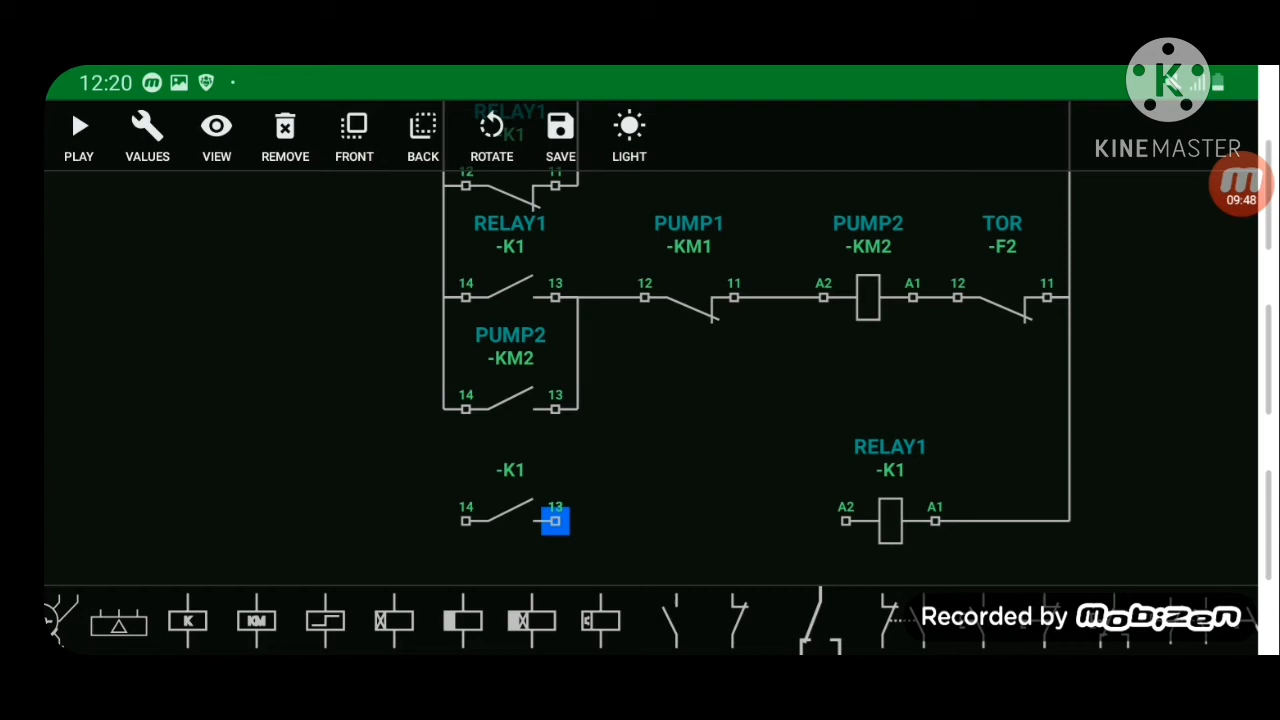 12:20
K
KINEMASTER
PLAY VALUES VIEW REMOVE FRONT BACK ROTATE SAVE LIGHT
09:48
RELAY1
-K1
12 11
RELAY1 PUMP1 PUMP2 TOR
-K1 -KM1 -KM2 -F2
14 13 12 11 A2 A1 12 11
PUMP2
-KM2
14 13
RELAY1
-K1 -K1
14 13 A2 A1
K KM
Recorded by mobizen